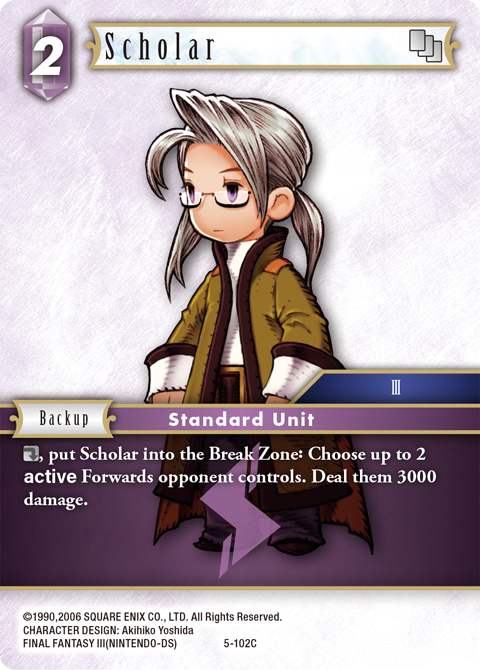 2
Scholar
III
Backup
Standard Unit
, put Scholar into the Break Zone: Choose up to 2
active Forwards opponent controls. Deal them 3000
damage.
©1990,2006 SQUARE ENIX CO., LTD. All Rights Reserved.
CHARACTER DESIGN: Akihiko Yoshida
FINAL FANTASY III(NINTENDO-DS) 5-102C